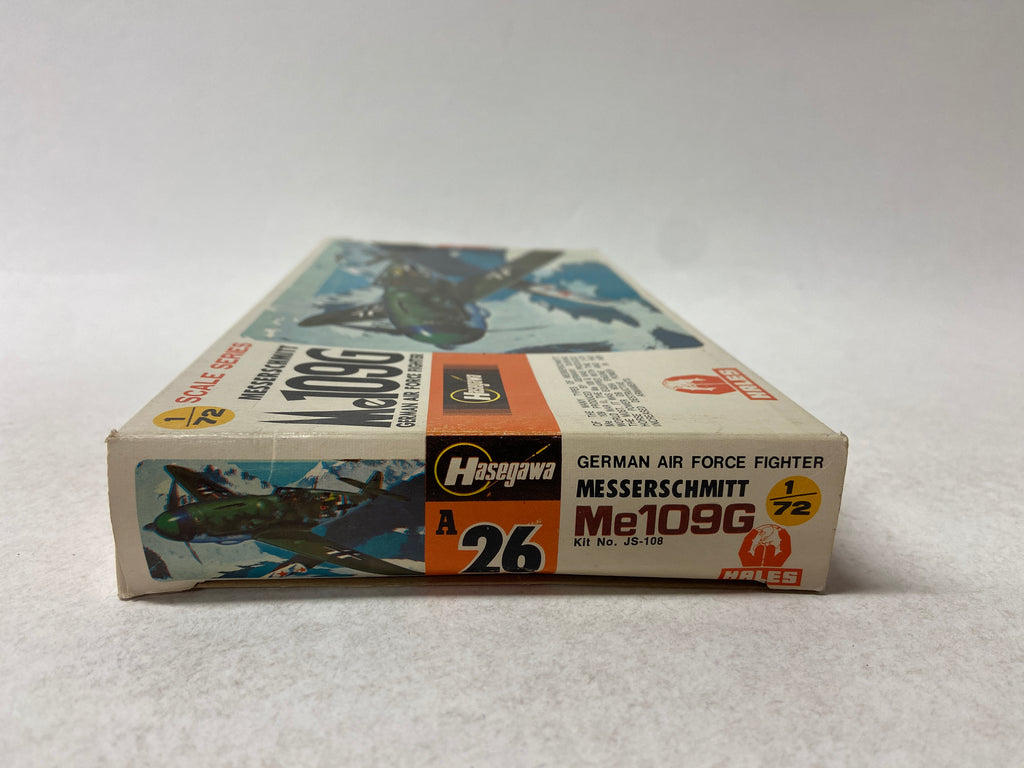 1/72 SCALE SERIES
MESSERSCHMITT
Me109G
GERMAN AIR FORCE FIGHTER
Hasegawa
HALES
Hasegawa
A
26
GERMAN AIR FORCE FIGHTER
MESSERSCHMITT
1/72
Me109G
Kit No. JS-108
HALES